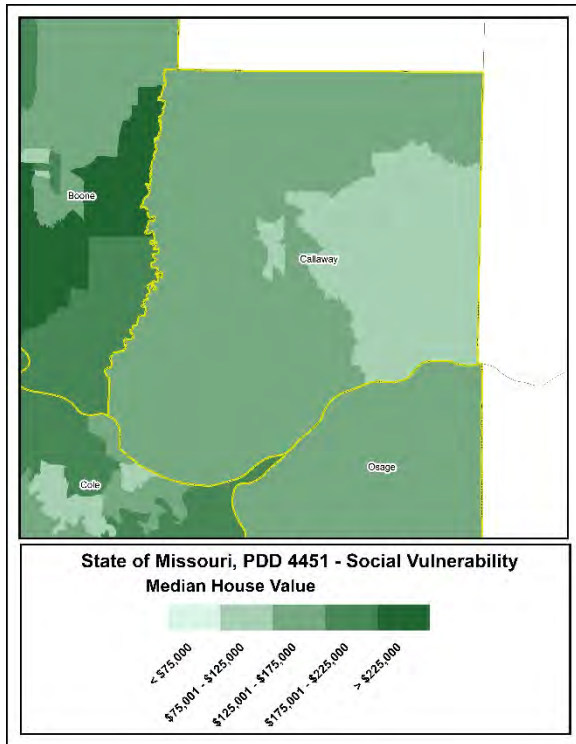 Boone
Callaway
Osage
Cole
State of Missouri, PDD 4451 - Social Vulnerability
Median House Value
< $75,000
$75,001 - $125,000
$125,001 - $175,000
$175,001 - $225,000
> $225,000